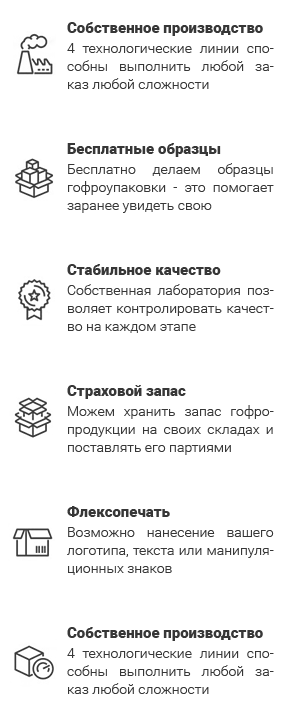 Собственное производство
4 технологические линии спо-
собны выполнить любой за-
каз любой сложности
Бесплатные образцы
Бесплатно делаем образцы
гофроупаковки - это помогает
заранее увидеть свою
Стабильное качество
Собственная лаборатория поз-
воляет контролировать качест-
во на каждом этапе
Страховой запас
Можем хранить запас гофро-
продукции на своих складах и
поставлять его партиями
Флексопечать
Возможно нанесение вашего
логотипа, текста или манипуля-
ционных знаков
Собственное производство
4 технологические линии спо-
собны выполнить любой за-
каз любой сложности